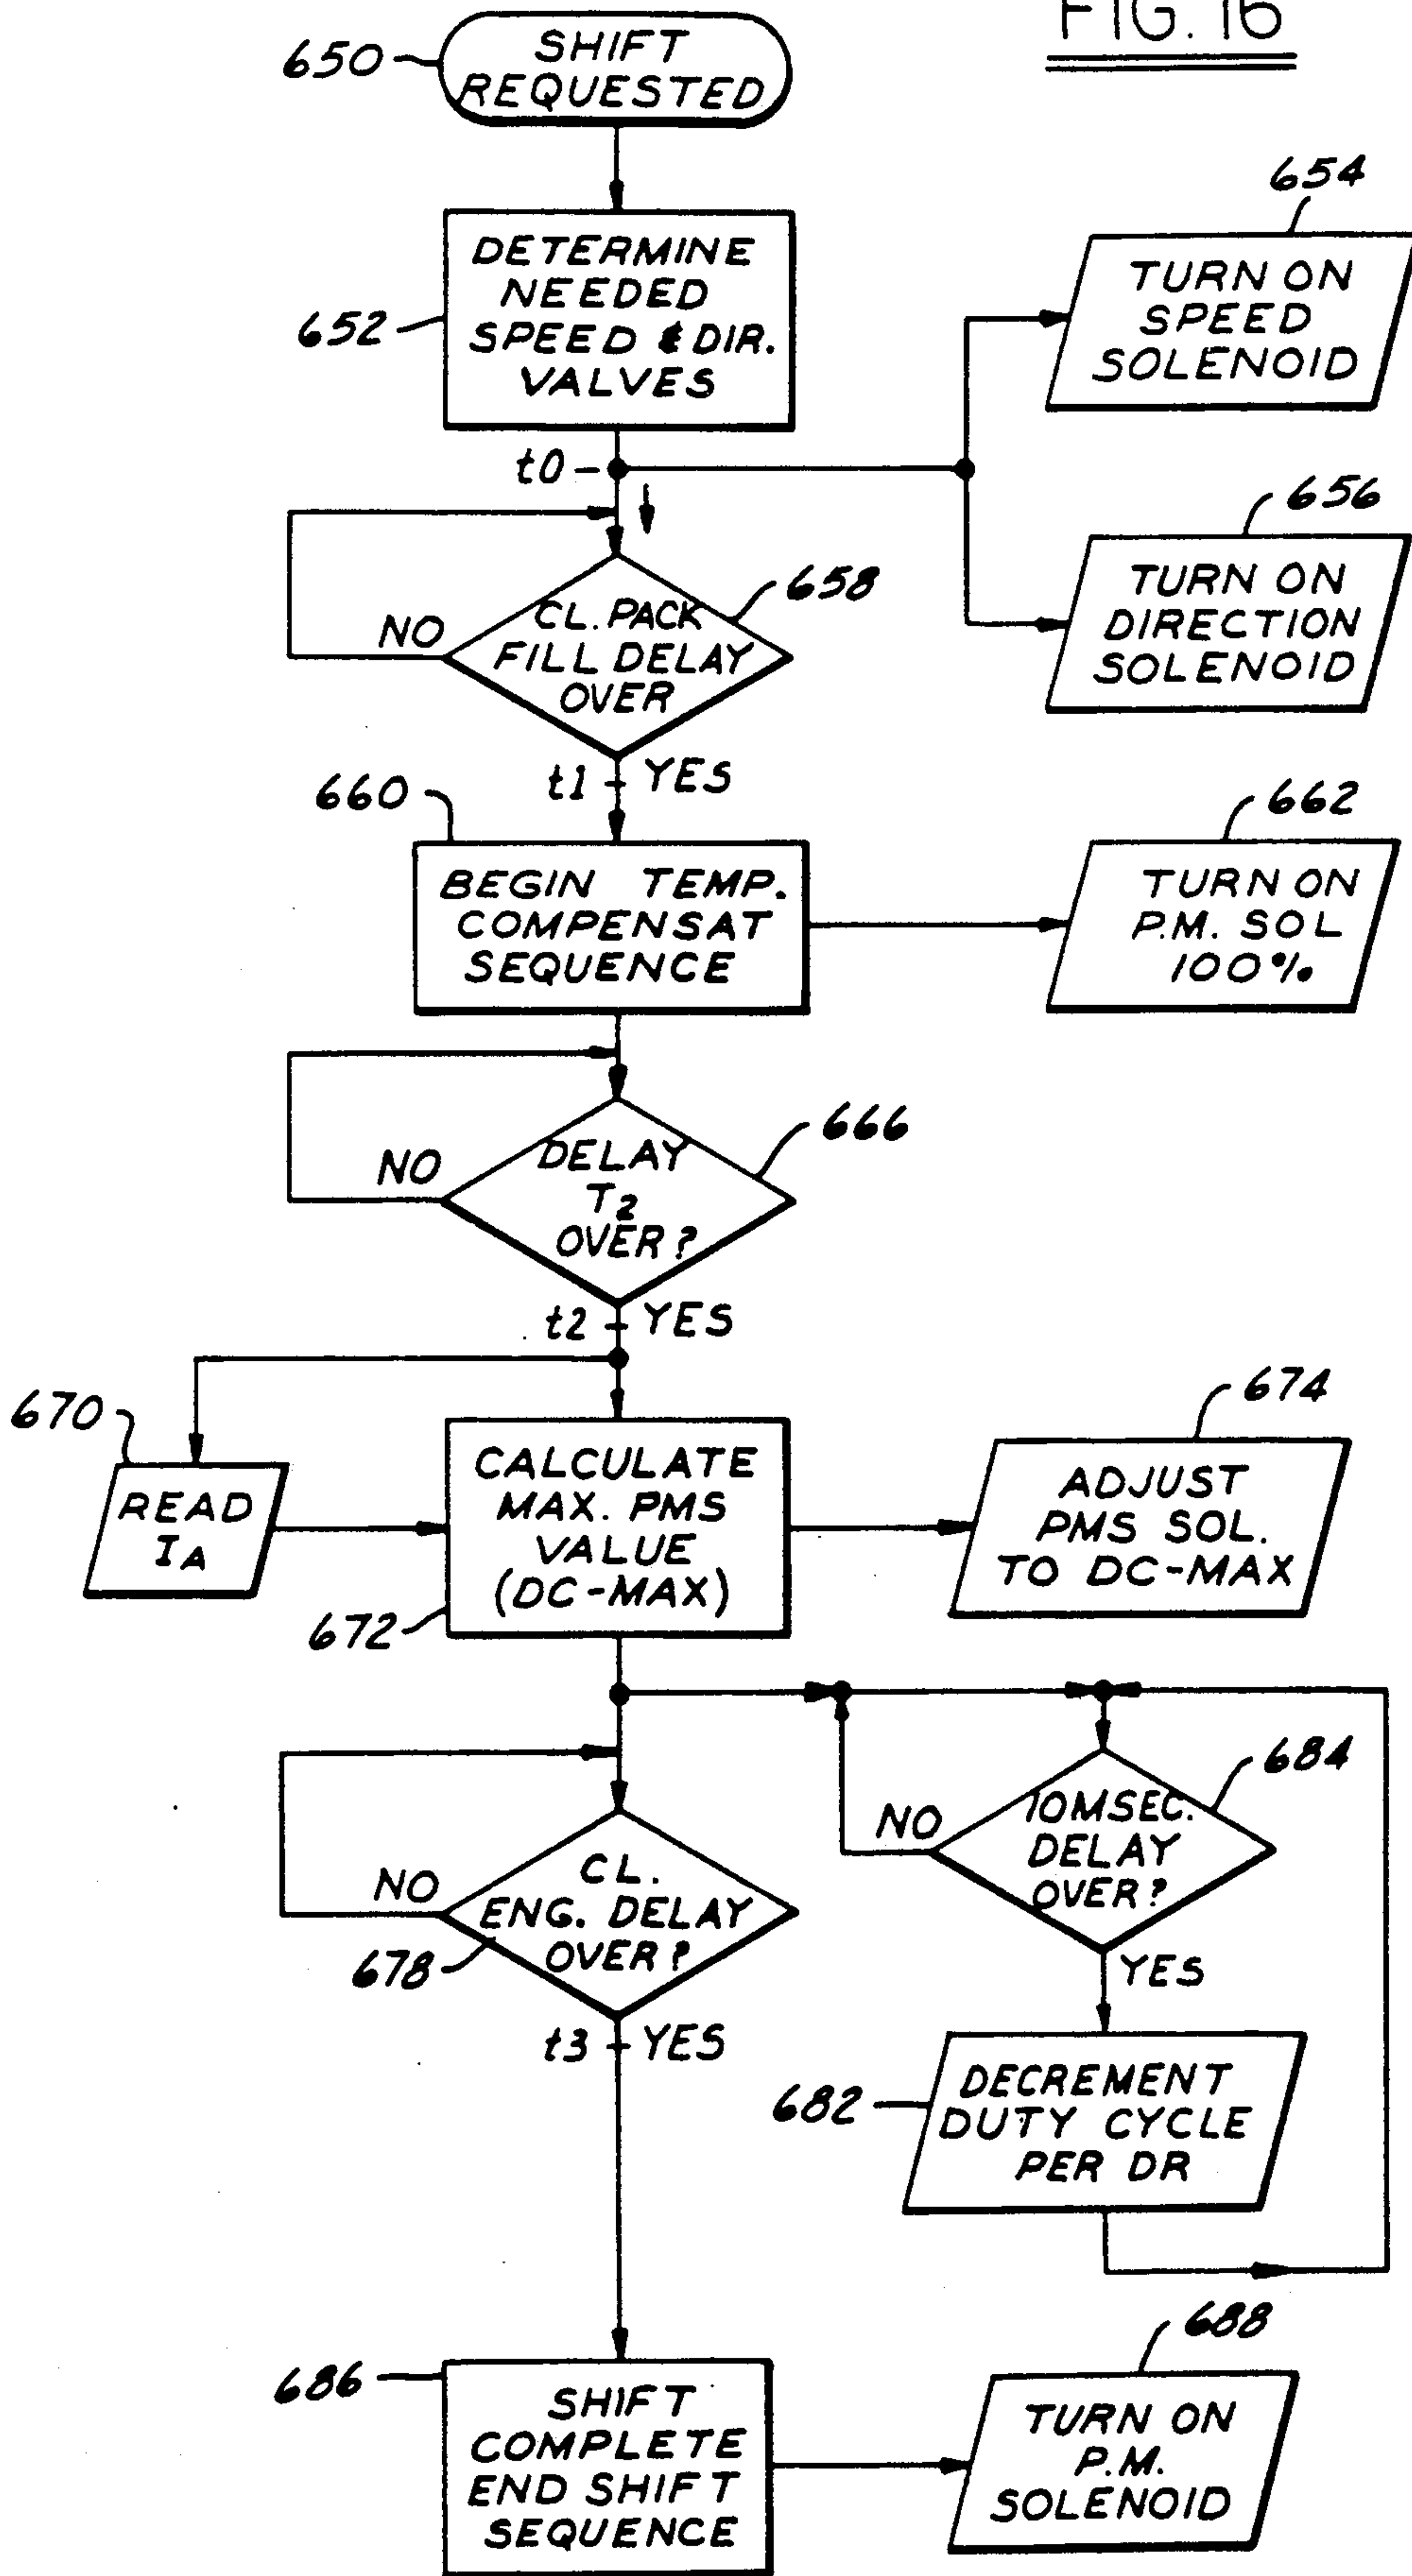 FIG. 16
650
SHIFT
REQUESTED
652
DETERMINE
NEEDED
SPEED & DIR.
VALVES
654
TURN ON
SPEED
SOLENOID
t0
656
TURN ON
DIRECTION
SOLENOID
658
CL. PACK
FILL DELAY
OVER
NO
t1
YES
660
BEGIN TEMP.
COMPENSAT
SEQUENCE
662
TURN ON
P.M. SOL
100%
666
DELAY
T2
OVER?
NO
t2
YES
670
READ
IA
672
CALCULATE
MAX. PMS
VALUE
(DC-MAX)
674
ADJUST
PMS SOL.
TO DC-MAX
678
CL.
ENG. DELAY
OVER?
NO
t3
YES
684
10MSEC.
DELAY
OVER?
NO
YES
682
DECREMENT
DUTY CYCLE
PER DR
686
SHIFT
COMPLETE
END SHIFT
SEQUENCE
688
TURN ON
P.M.
SOLENOID